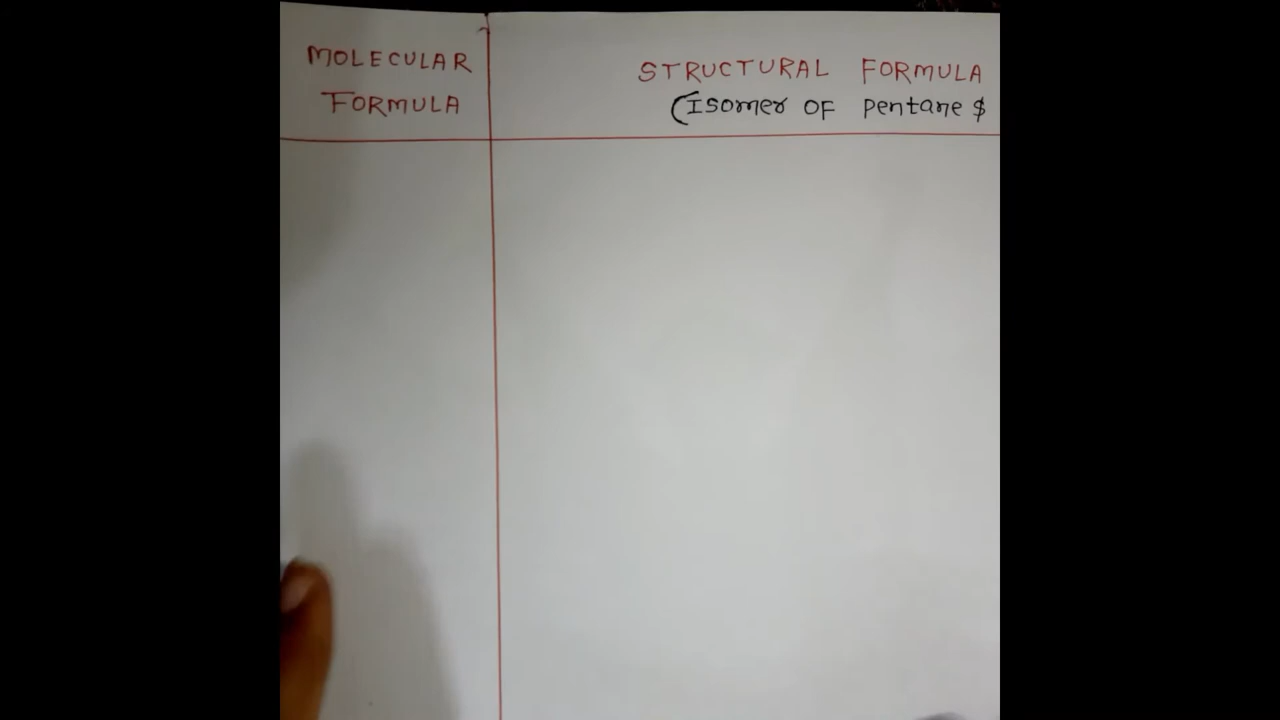 MOLECULAR
FORMULA
STRUCTURAL FORMULA
(Isomer OF Pentane $